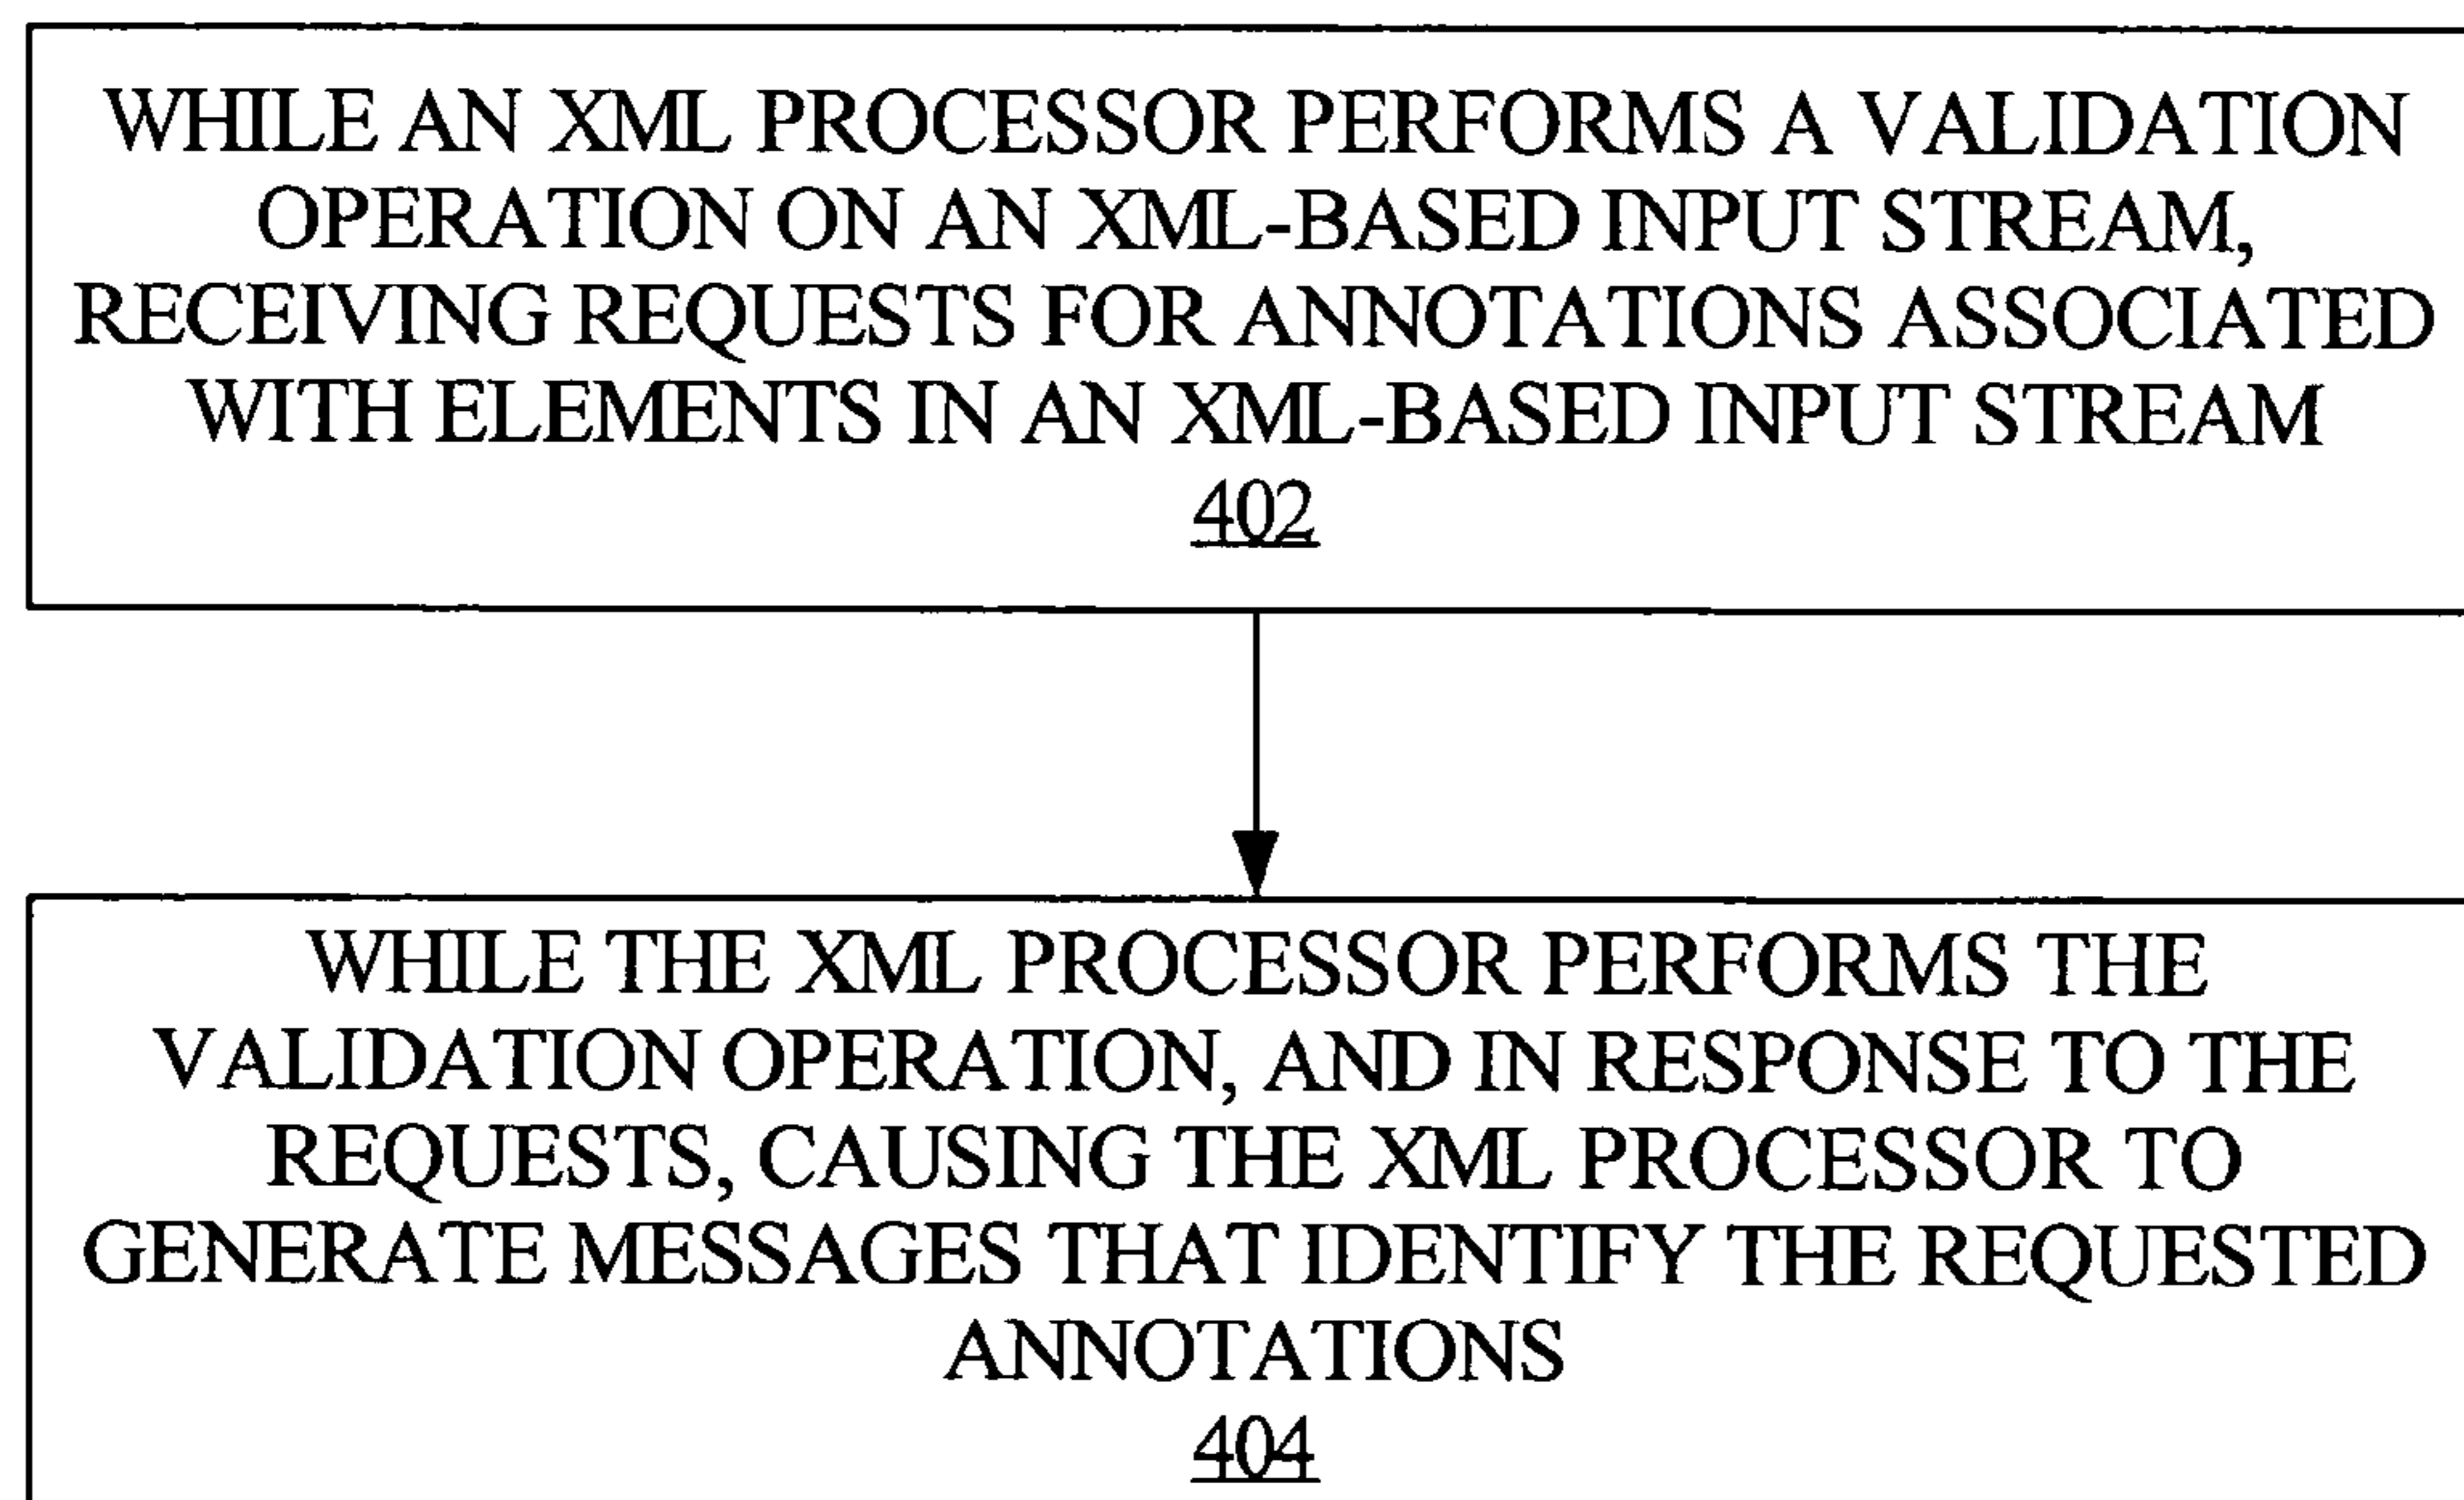 WHILE AN XML PROCESSOR PERFORMS A VALIDATION
OPERATION ON AN XML-BASED INPUT STREAM,
RECEIVING REQUESTS FOR ANNOTATIONS ASSOCIATED
WITH ELEMENTS IN AN XML-BASED INPUT STREAM
402
WHILE THE XML PROCESSOR PERFORMS THE
VALIDATION OPERATION, AND IN RESPONSE TO THE
REQUESTS, CAUSING THE XML PROCESSOR TO
GENERATE MESSAGES THAT IDENTIFY THE REQUESTED
ANNOTATIONS
404